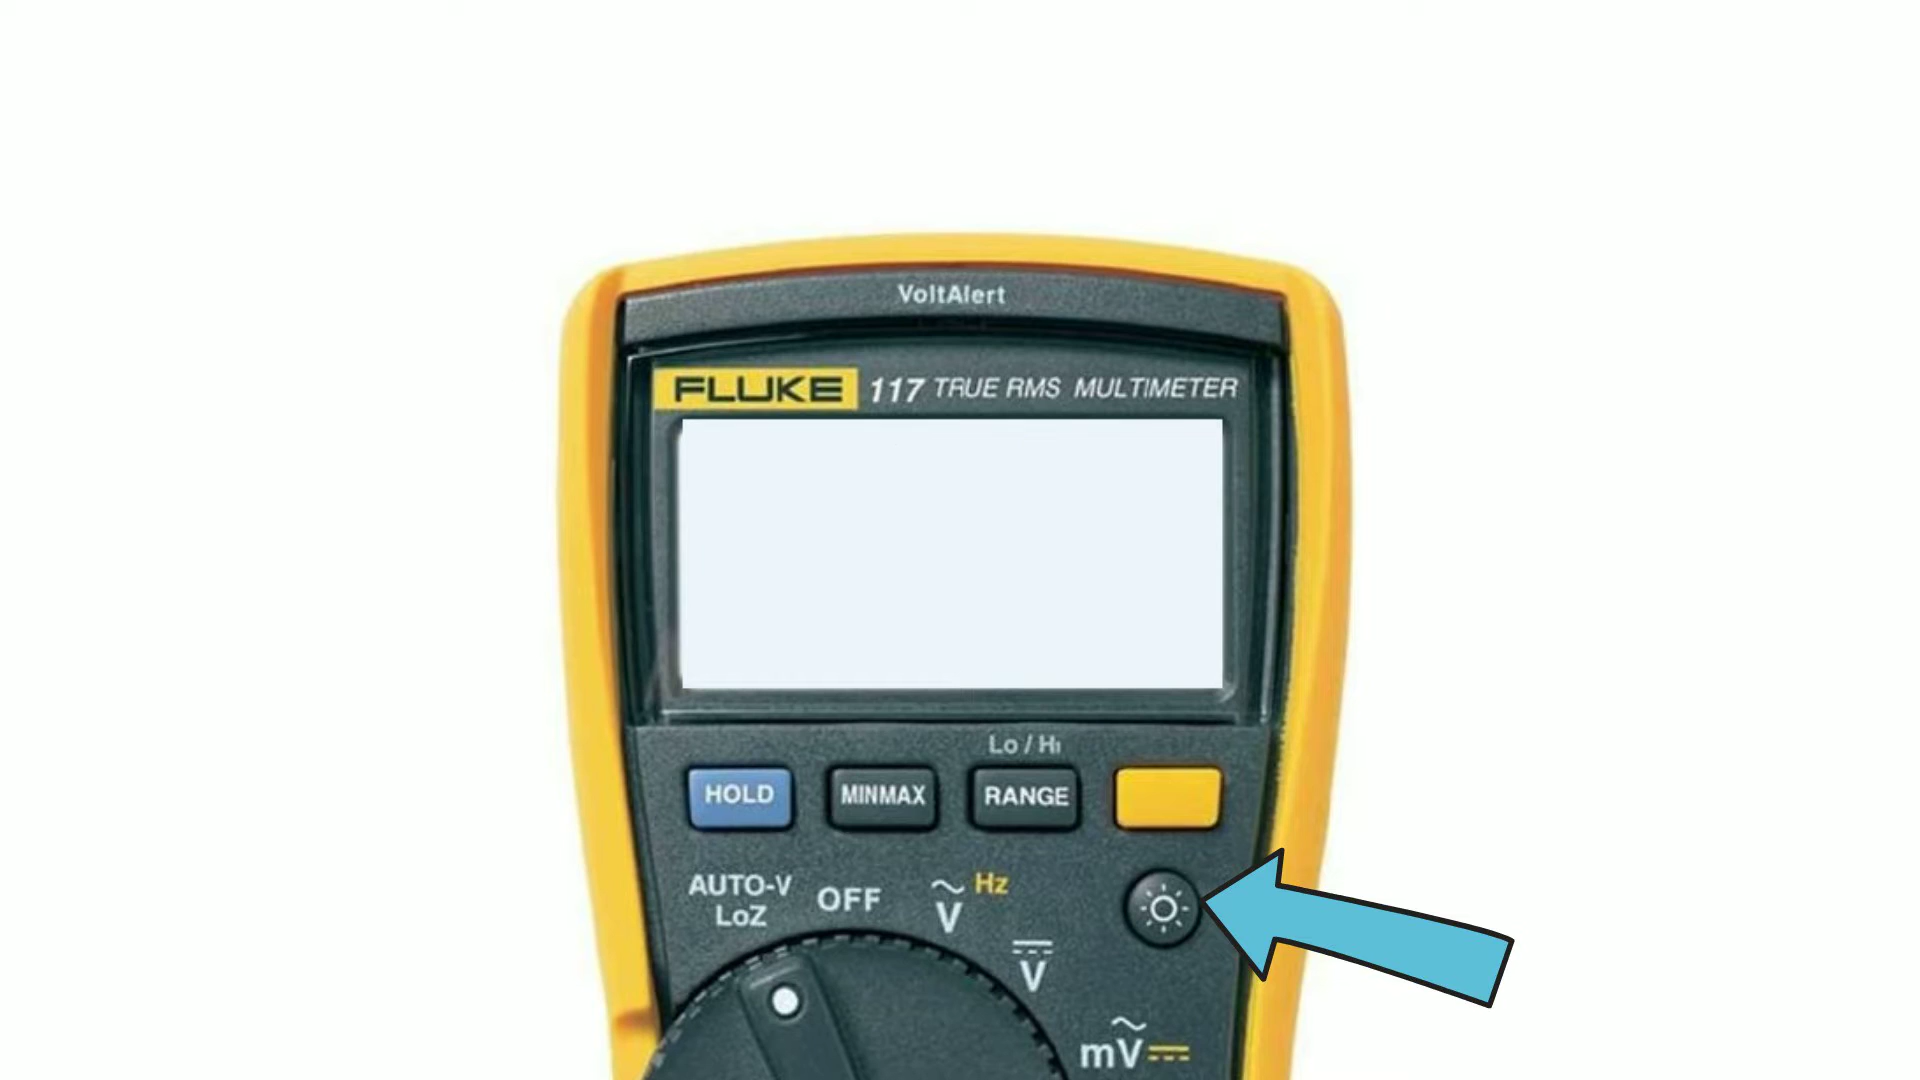 VoltAlert
FLUKE 117 TRUE RMS MULTIMETER
Lo / Hi
HOLD MINMAX RANGE
AUTO-V
LoZ
OFF
Hz
V
V
mV